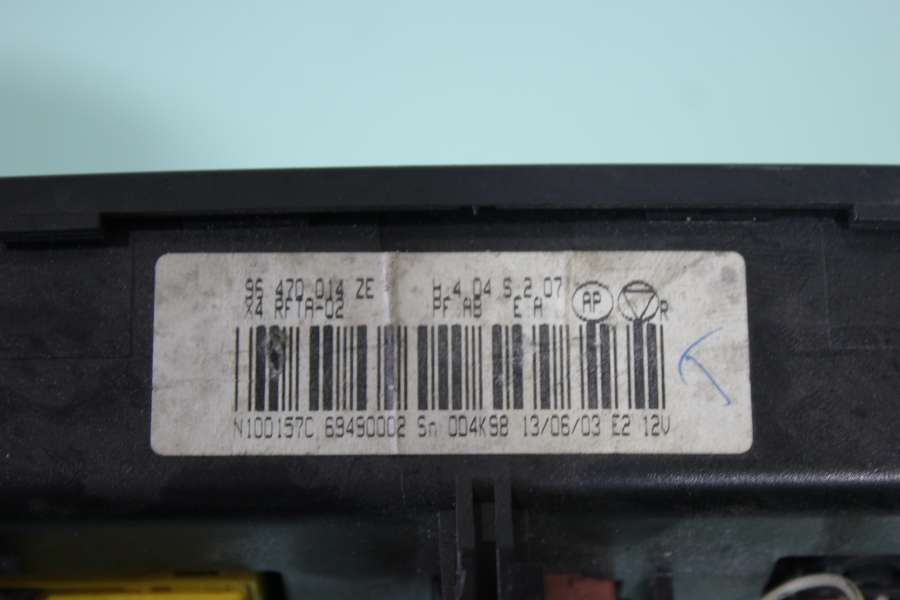 96 470 014 ZE H 4 04 S 2 07
X4 RFTA-02 PF AB E A AP R
N100157C 69490002 Sn 004K98 13/06/03 E2 12V